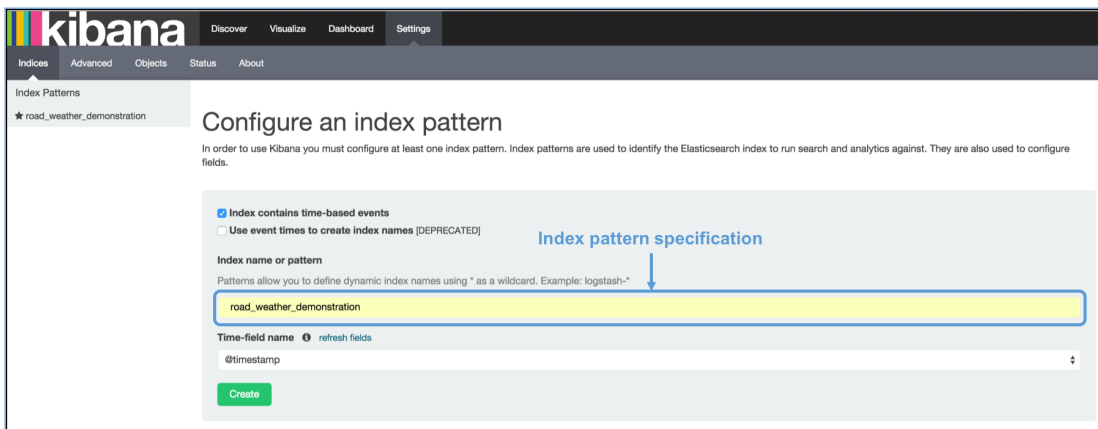 kibana
Discover Visualize Dashboard Settings
Indices Advanced Objects Status About
Index Patterns
road_weather_demonstration
Configure an index pattern
In order to use Kibana you must configure at least one index pattern. Index patterns are used to identify the Elasticsearch index to run search and analytics against. They are also used to configure
fields.
Index contains time-based events
Use event times to create index names [DEPRECATED]
Index pattern specification
Index name or pattern
Patterns allow you to define dynamic index names using * as a wildcard. Example: logstash-*
road_weather_demonstration
Time-field name refresh fields
@timestamp
Create